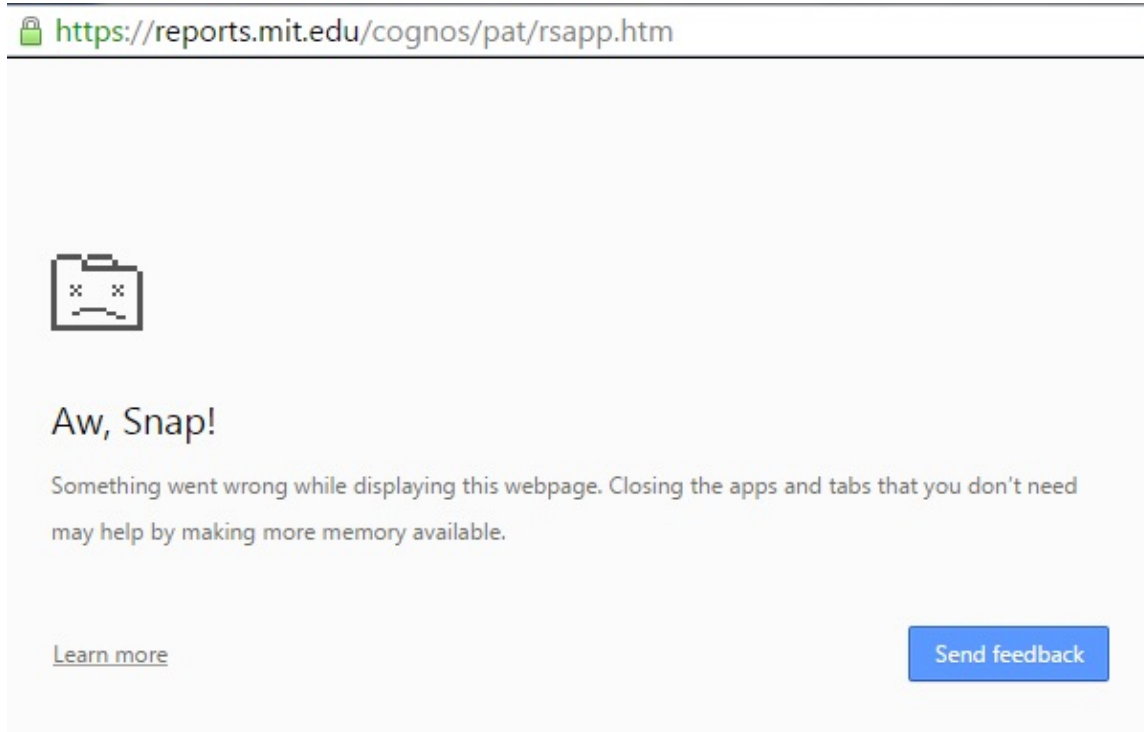 https://reports.mit.edu/cognos/pat/rsapp.htm
Aw, Snap!
Something went wrong while displaying this webpage. Closing the apps and tabs that you don't need
may help by making more memory available.
Learn more
Send feedback